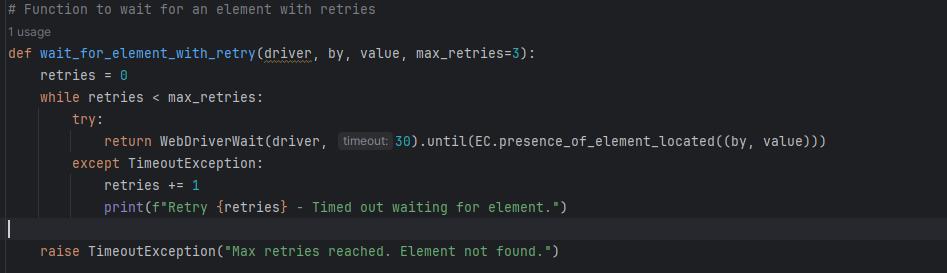 # Function to wait for an element with retries
1 usage
def wait_for_element_with_retry(driver, by, value, max_retries=3):
    retries = 0
    while retries < max_retries:
        try:
            return WebDriverWait(driver, timeout: 30).until(EC.presence_of_element_located((by, value)))
        except TimeoutException:
            retries += 1
            print(f"Retry {retries} - Timed out waiting for element.")
    raise TimeoutException("Max retries reached. Element not found.")